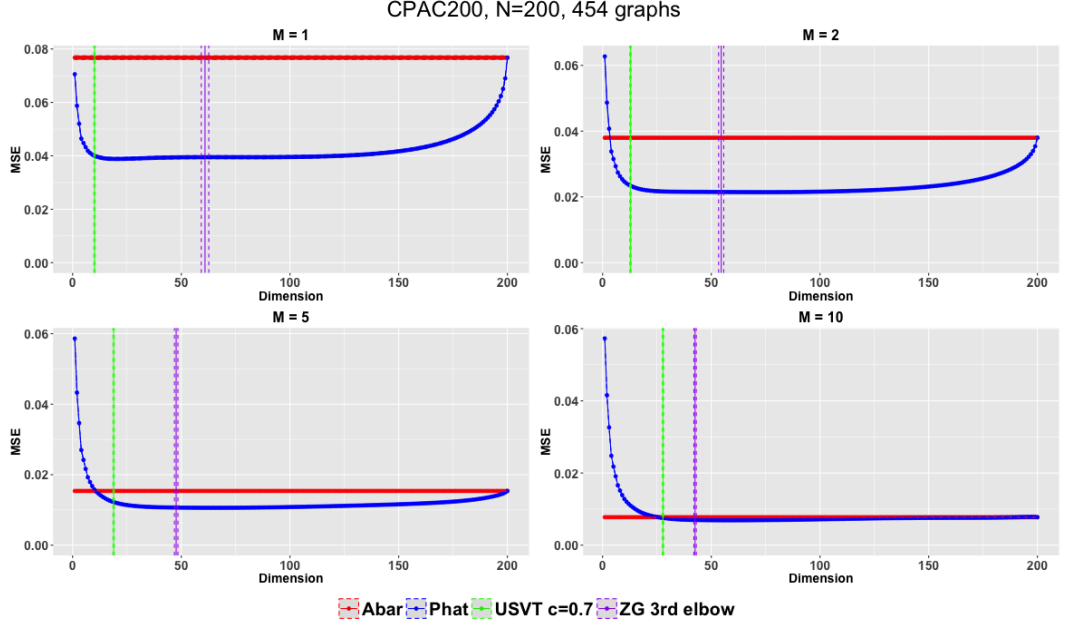 CPAC200, N=200, 454 graphs
M = 1
0.08
0.06
0.04
0.02
0.00
MSE
0 50 100 150 200
Dimension
M = 2
0.06
0.04
0.02
0.00
MSE
0 50 100 150 200
Dimension
M = 5
0.06
0.04
0.02
0.00
MSE
0 50 100 150 200
Dimension
M = 10
0.06
0.04
0.02
0.00
MSE
0 50 100 150 200
Dimension
Abar Phat USVT c=0.7 ZG 3rd elbow